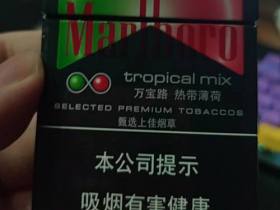 Marlboro
tropical mix
万宝路 热带薄荷
SELECTED PREMIUM TOBACCOS
甄选上佳烟草
本公司提示
吸烟有害健康